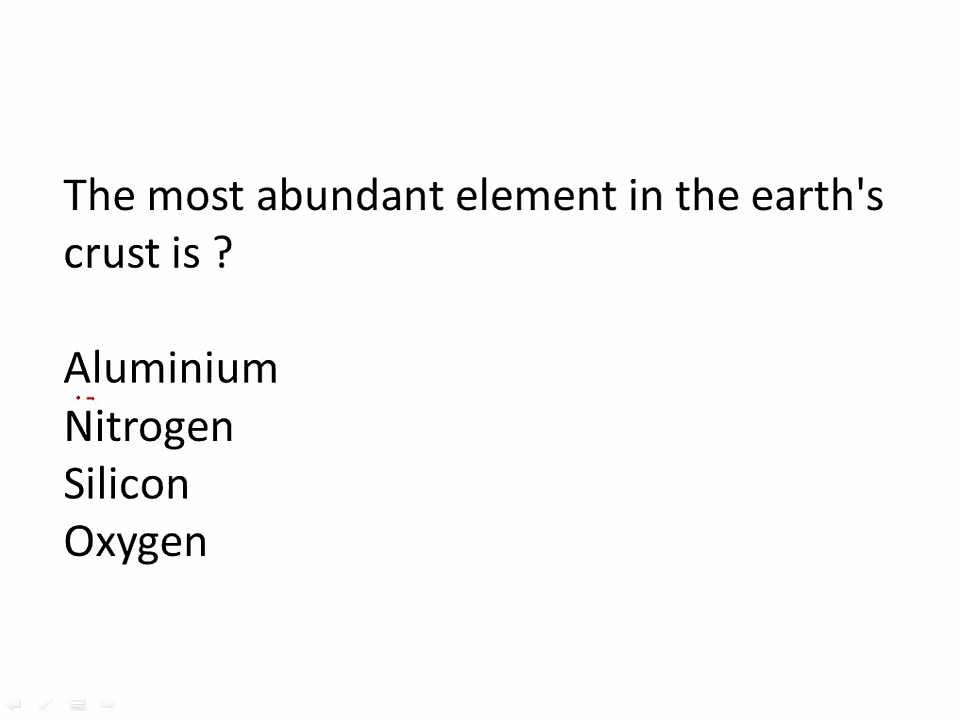 The most abundant element in the earth's
crust is ?
Aluminium
Nitrogen
Silicon
Oxygen